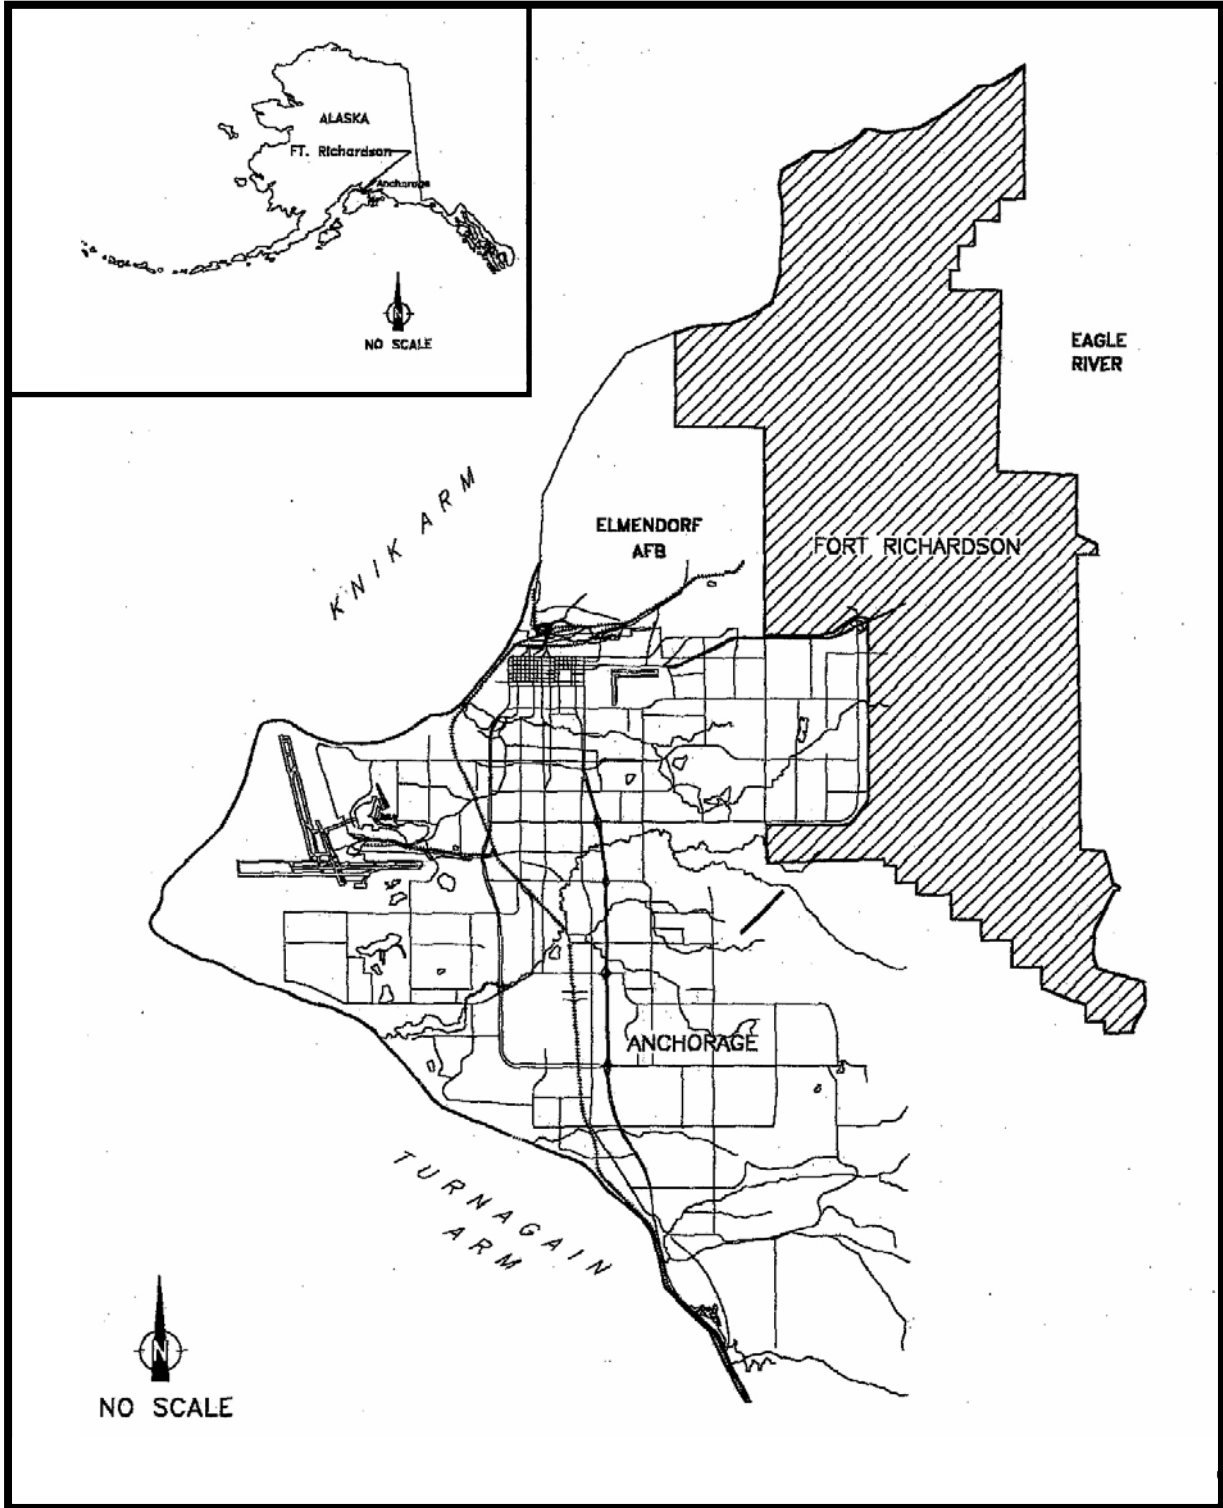 ALASKA
FT. Richardson
Anchorage
N
NO SCALE
EAGLE
RIVER
KNIK ARM
ELMENDORF
AFB
FORT RICHARDSON
ANCHORAGE
TURNAGAIN
ARM
N
NO SCALE